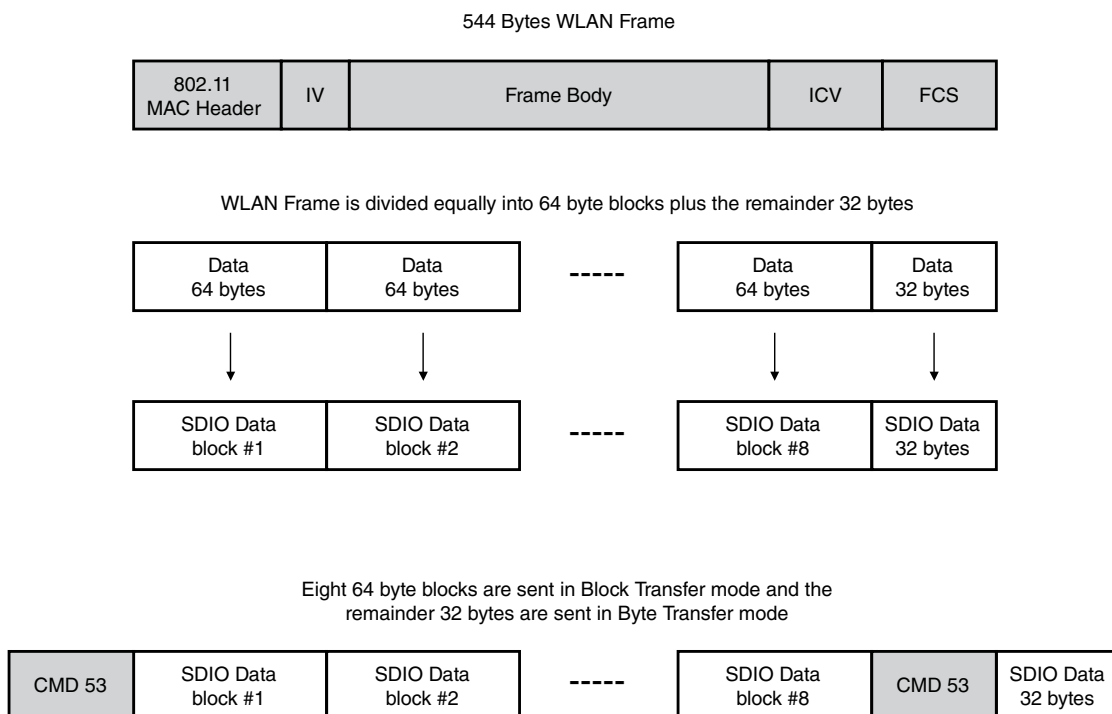 544 Bytes WLAN Frame
802.11
MAC Header
IV
Frame Body
ICV
FCS
WLAN Frame is divided equally into 64 byte blocks plus the remainder 32 bytes
Data
64 bytes
Data
64 bytes
-----
Data
64 bytes
Data
32 bytes
SDIO Data
block #1
SDIO Data
block #2
-----
SDIO Data
block #8
SDIO Data
32 bytes
Eight 64 byte blocks are sent in Block Transfer mode and the
remainder 32 bytes are sent in Byte Transfer mode
CMD 53
SDIO Data
block #1
SDIO Data
block #2
-----
SDIO Data
block #8
CMD 53
SDIO Data
32 bytes